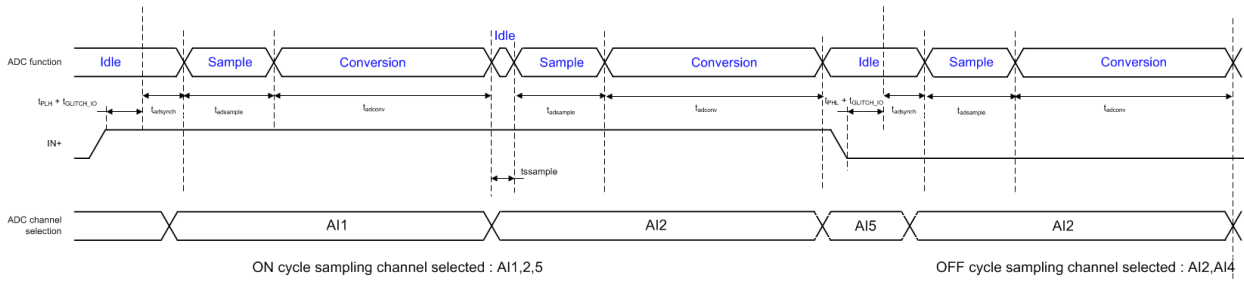 Idle
ADC function
Idle
Sample
Conversion
Sample
Conversion
Idle
Sample
Conversion
tPLH + tGLITCH_IO
tadsynch
tadsample
tadconv
tadsample
tadconv
tPHL + tGLITCH_IO
tadsynch
tadsample
tadconv
IN+
tssample
ADC channel
selection
AI1
AI2
AI5
AI2
ON cycle sampling channel selected : AI1,2,5
OFF cycle sampling channel selected : AI2,AI4